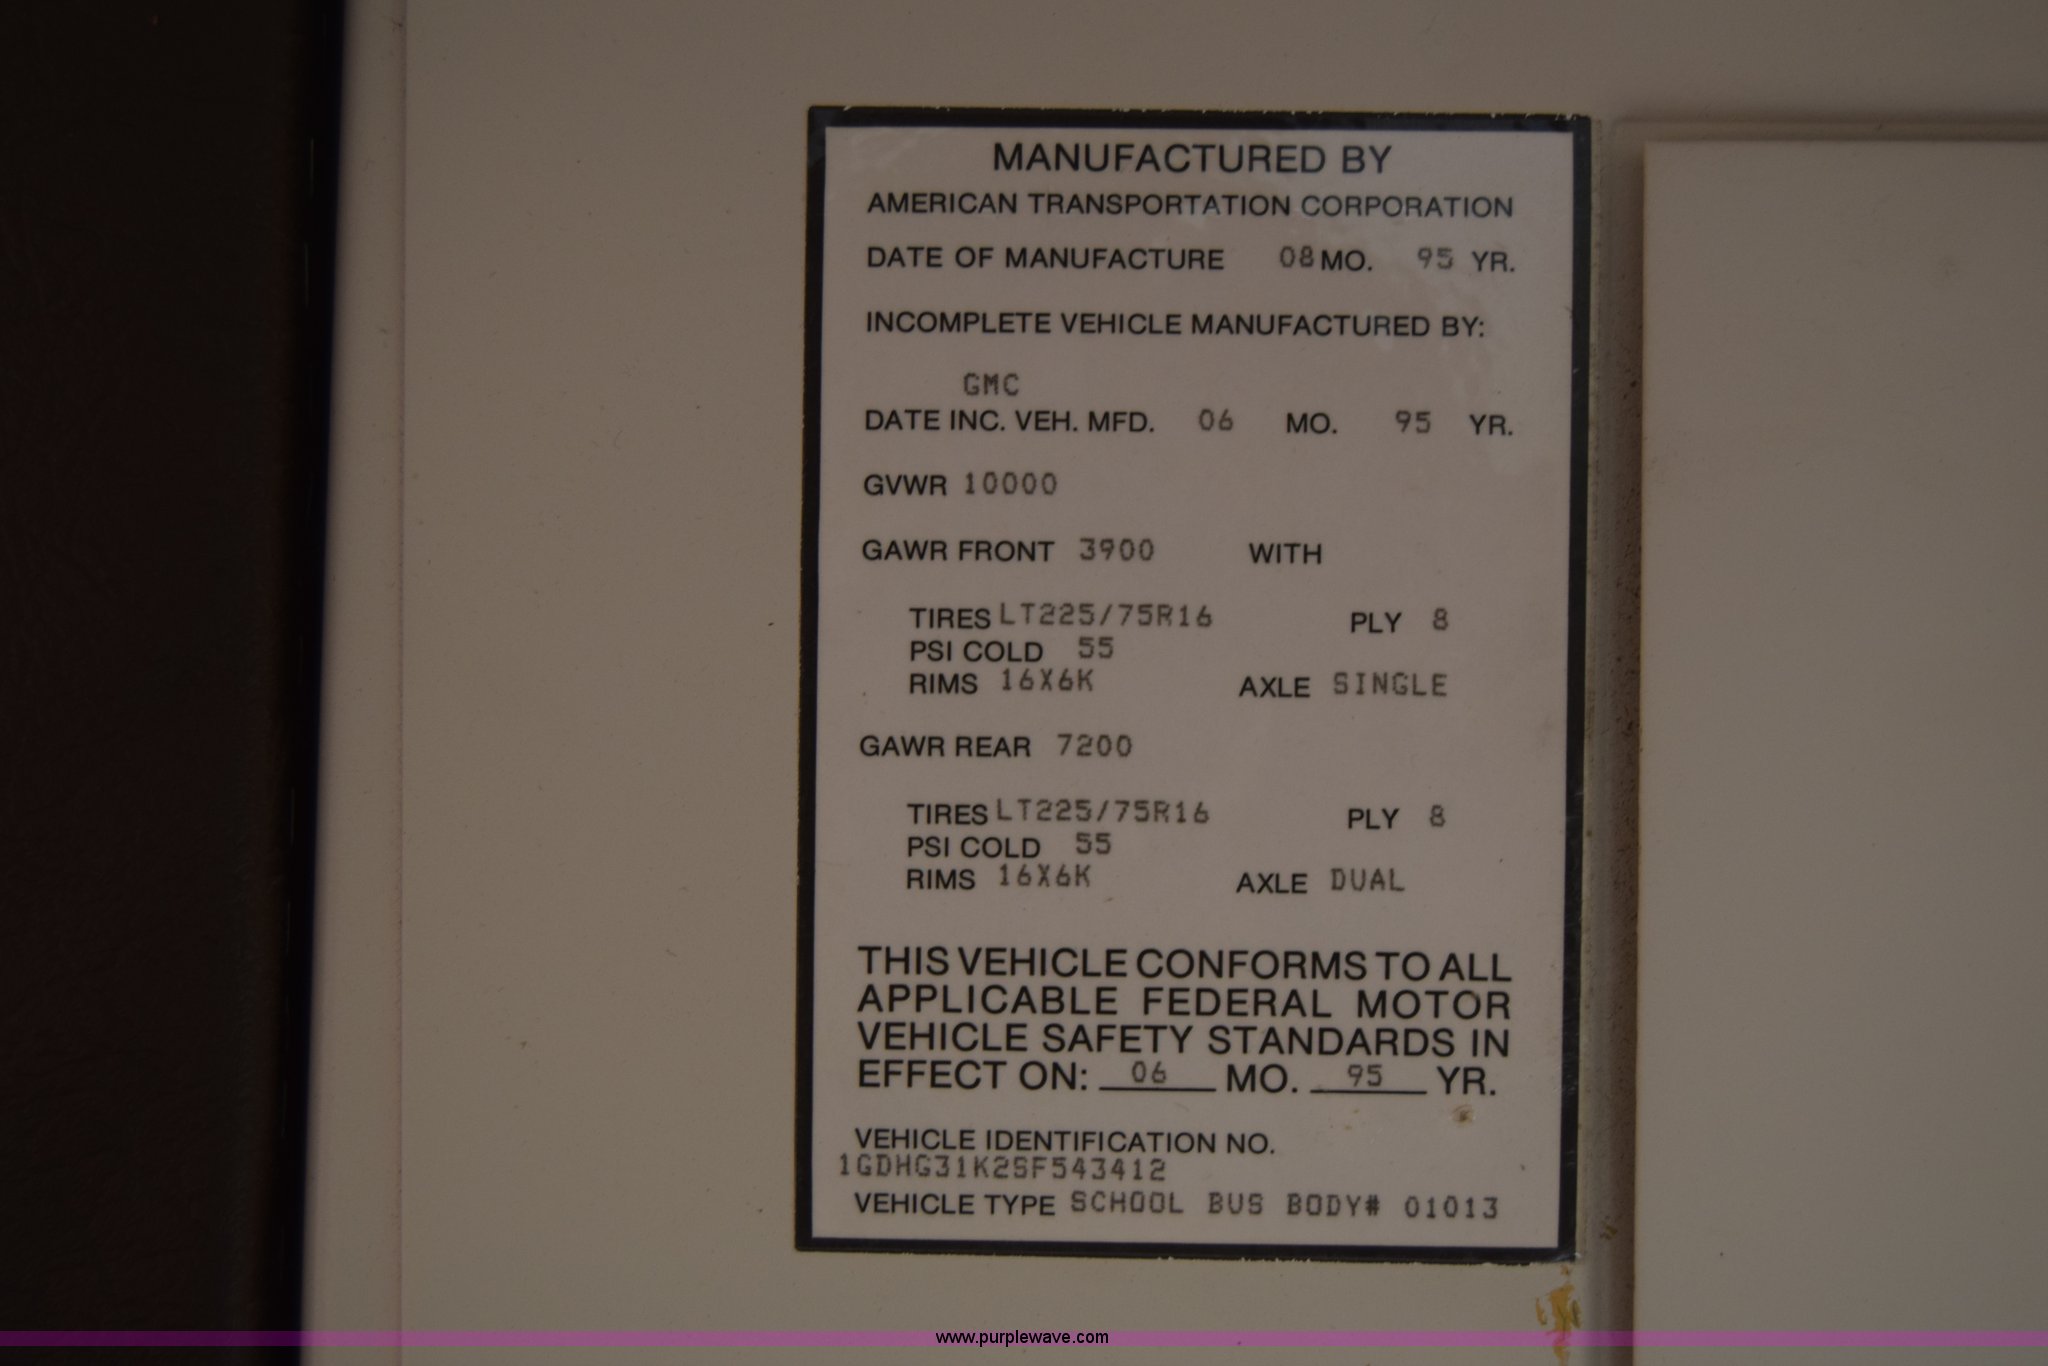 MANUFACTURED BY
AMERICAN TRANSPORTATION CORPORATION
DATE OF MANUFACTURE 08 MO. 95 YR.
INCOMPLETE VEHICLE MANUFACTURED BY:
GMC
DATE INC. VEH. MFD. 06 MO. 95 YR.
GVWR 10000
GAWR FRONT 3900 WITH
TIRES LT225/75R16 PLY 8
PSI COLD 55
RIMS 16X6K AXLE SINGLE
GAWR REAR 7200
TIRES LT225/75R16 PLY 8
PSI COLD 55
RIMS 16X6K AXLE DUAL
THIS VEHICLE CONFORMS TO ALL
APPLICABLE FEDERAL MOTOR
VEHICLE SAFETY STANDARDS IN
EFFECT ON: 06 MO. 95 YR.
VEHICLE IDENTIFICATION NO.
1GDHG31K2SF543412
VEHICLE TYPE SCHOOL BUS BODY# 01013
www.purplewave.com